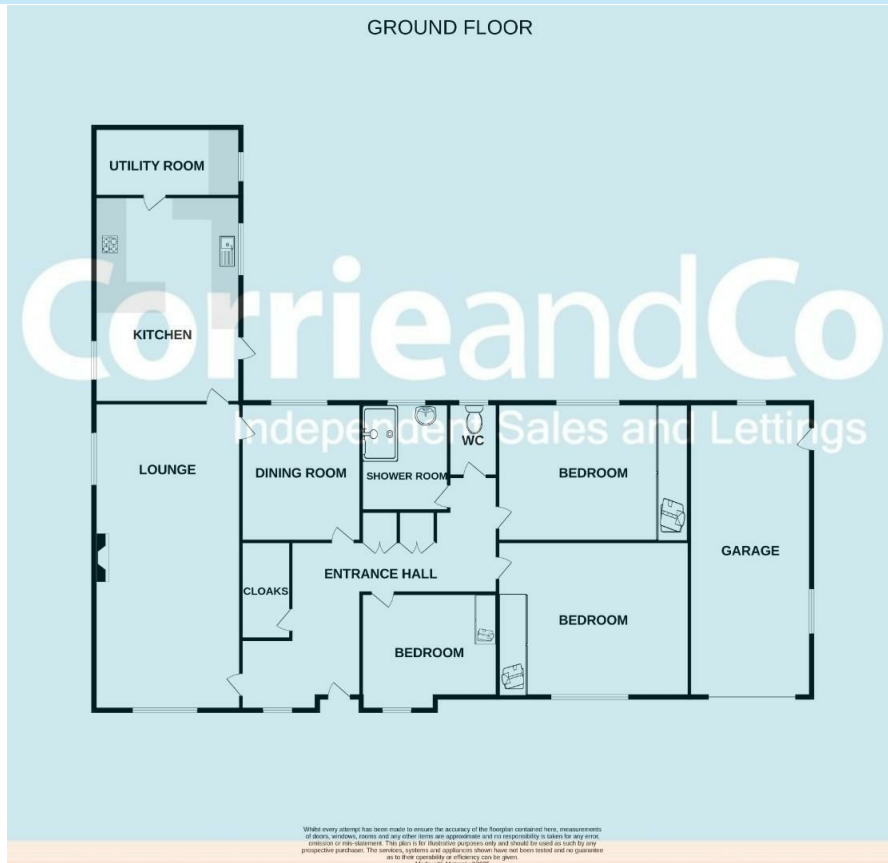 GROUND FLOOR
UTILITY ROOM
CorrieandCo
KITCHEN
Independent Sales and Lettings
LOUNGE
DINING ROOM
SHOWER ROOM
WC
BEDROOM
GARAGE
ENTRANCE HALL
CLOAKS
BEDROOM
BEDROOM
Whilst every attempt has been made to ensure the accuracy of the floorplan contained here, measurements
of doors, windows, rooms and any other items are approximate and no responsibility is taken for any error,
omission or mis-statement. This plan is for illustrative purposes only and should be used as such by any
prospective purchaser. The services, systems and appliances shown have not been tested and no guarantee
as to their operability or efficiency can be given.